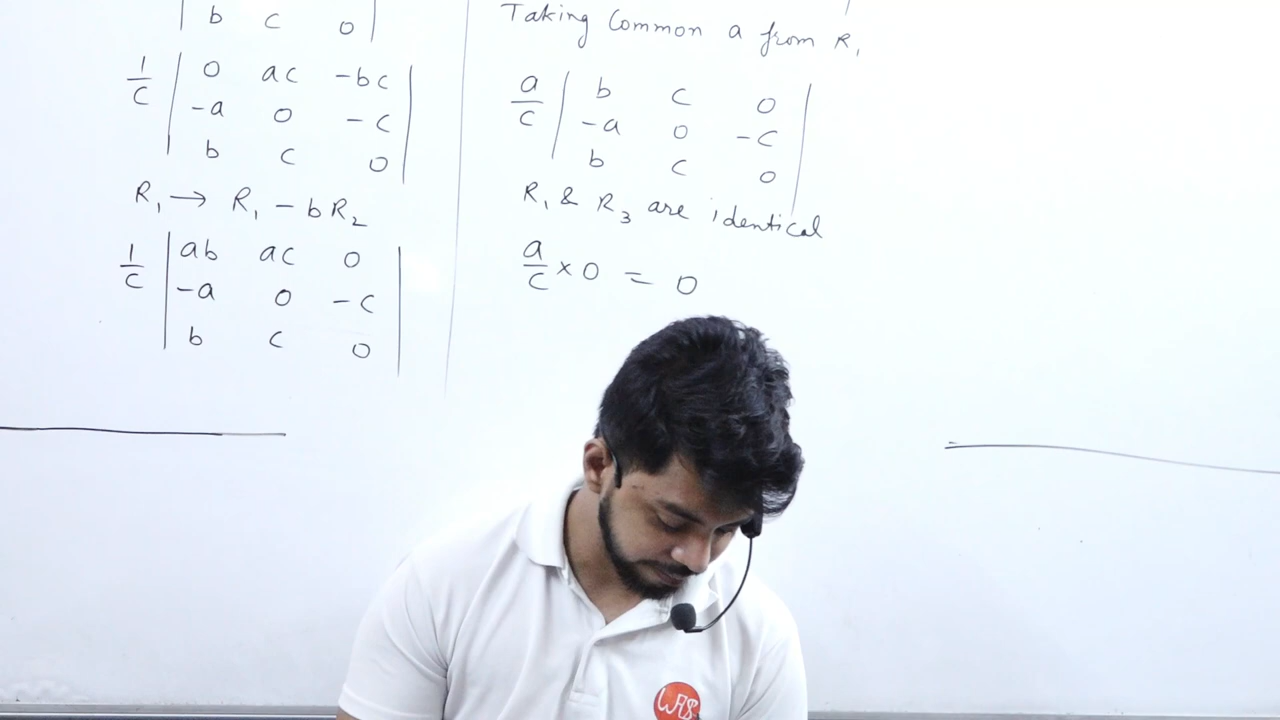 | b c 0 |
1/c | 0 ac -bc |
| -a 0 -c |
| b c 0 |
R₁ → R₁ - bR₂
1/c | ab ac 0 |
| -a 0 -c |
| b c 0 |
Taking Common a from R₁
a/c | b c 0 |
| -a 0 -c |
| b c 0 |
R₁ & R₃ are identical
a/c × 0 = 0